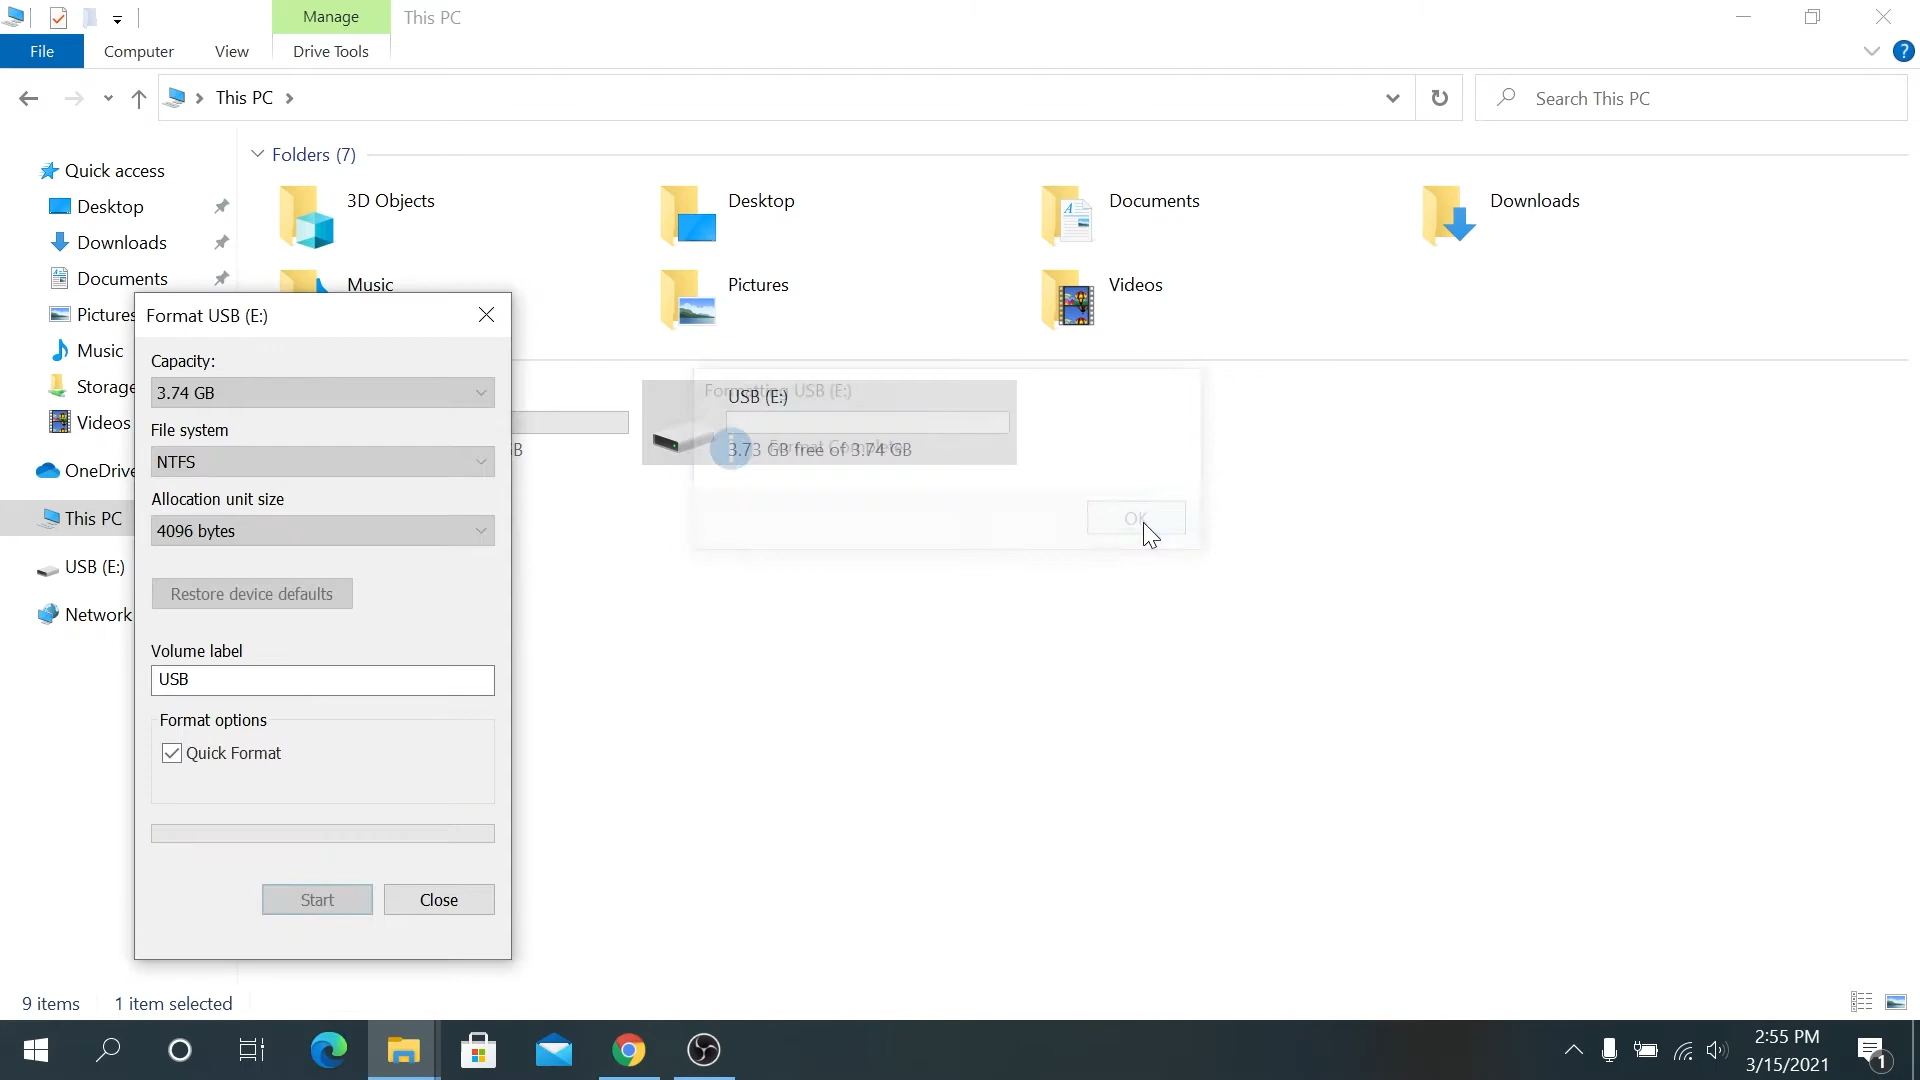 Manage
This PC
File
Computer
View
Drive Tools
This PC
Search This PC
Quick access
Desktop
Downloads
Documents
Pictures
Music
Storage
Videos
OneDrive
This PC
USB (E:)
Network
Folders (7)
3D Objects
Desktop
Documents
Downloads
Music
Pictures
Videos
USB (E:)
3.73 GB free of 3.74 GB
Formatting USB (E:)
Format Complete.
OK
Format USB (E:)
Capacity:
3.74 GB
File system
NTFS
Allocation unit size
4096 bytes
Restore device defaults
Volume label
USB
Format options
Quick Format
Start
Close
9 items
1 item selected
2:55 PM
3/15/2021
1